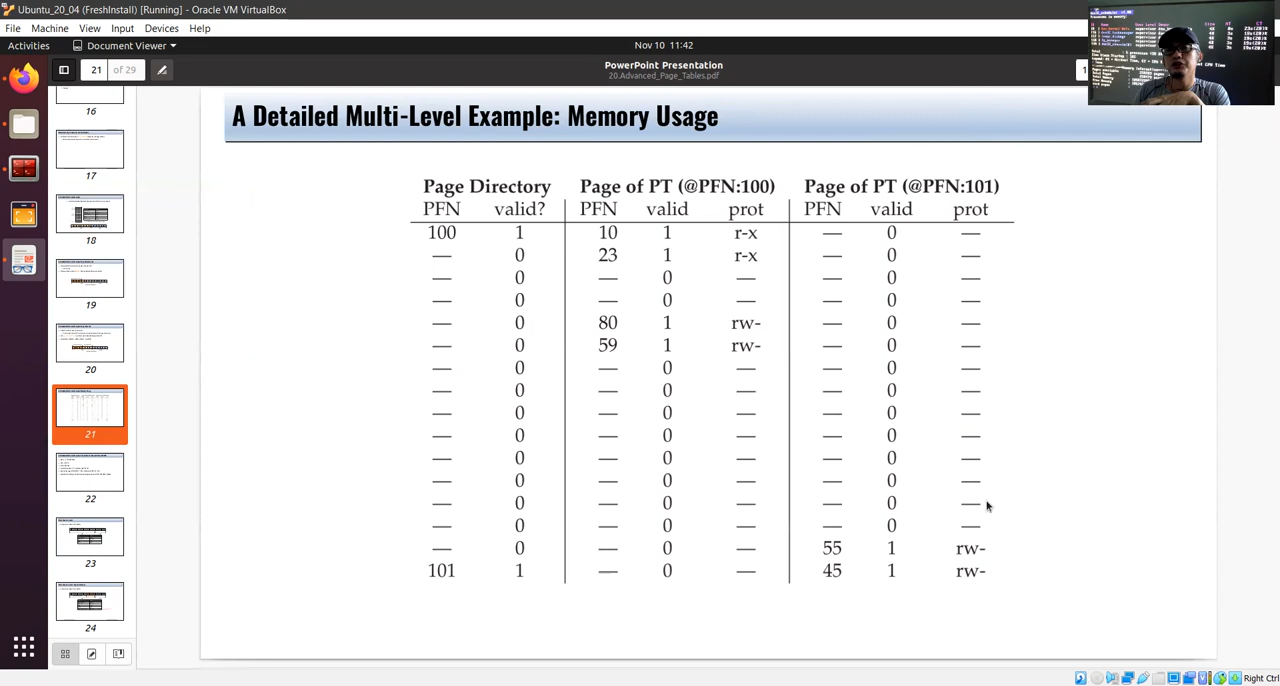 Ubuntu_20_04 (FreshInstall) [Running] - Oracle VM VirtualBox
File Machine View Input Devices Help
Activities Document Viewer Nov 10 11:42
21 of 29
PowerPoint Presentation
20.Advanced_Page_Tables.pdf
16
17
18
19
20
21
22
23
24
A Detailed Multi-Level Example: Memory Usage
Page Directory Page of PT (@PFN:100) Page of PT (@PFN:101)
PFN valid? PFN valid prot PFN valid prot
100 1 10 1 r-x — 0 —
— 0 23 1 r-x — 0 —
— 0 — 0 — — 0 —
— 0 — 0 — — 0 —
— 0 80 1 rw- — 0 —
— 0 59 1 rw- — 0 —
— 0 — 0 — — 0 —
— 0 — 0 — — 0 —
— 0 — 0 — — 0 —
— 0 — 0 — — 0 —
— 0 — 0 — — 0 —
— 0 — 0 — — 0 —
— 0 — 0 — — 0 —
— 0 — 0 — — 0 —
— 0 — 0 — 55 1 rw-
101 1 — 0 — 45 1 rw-
Right Ctrl